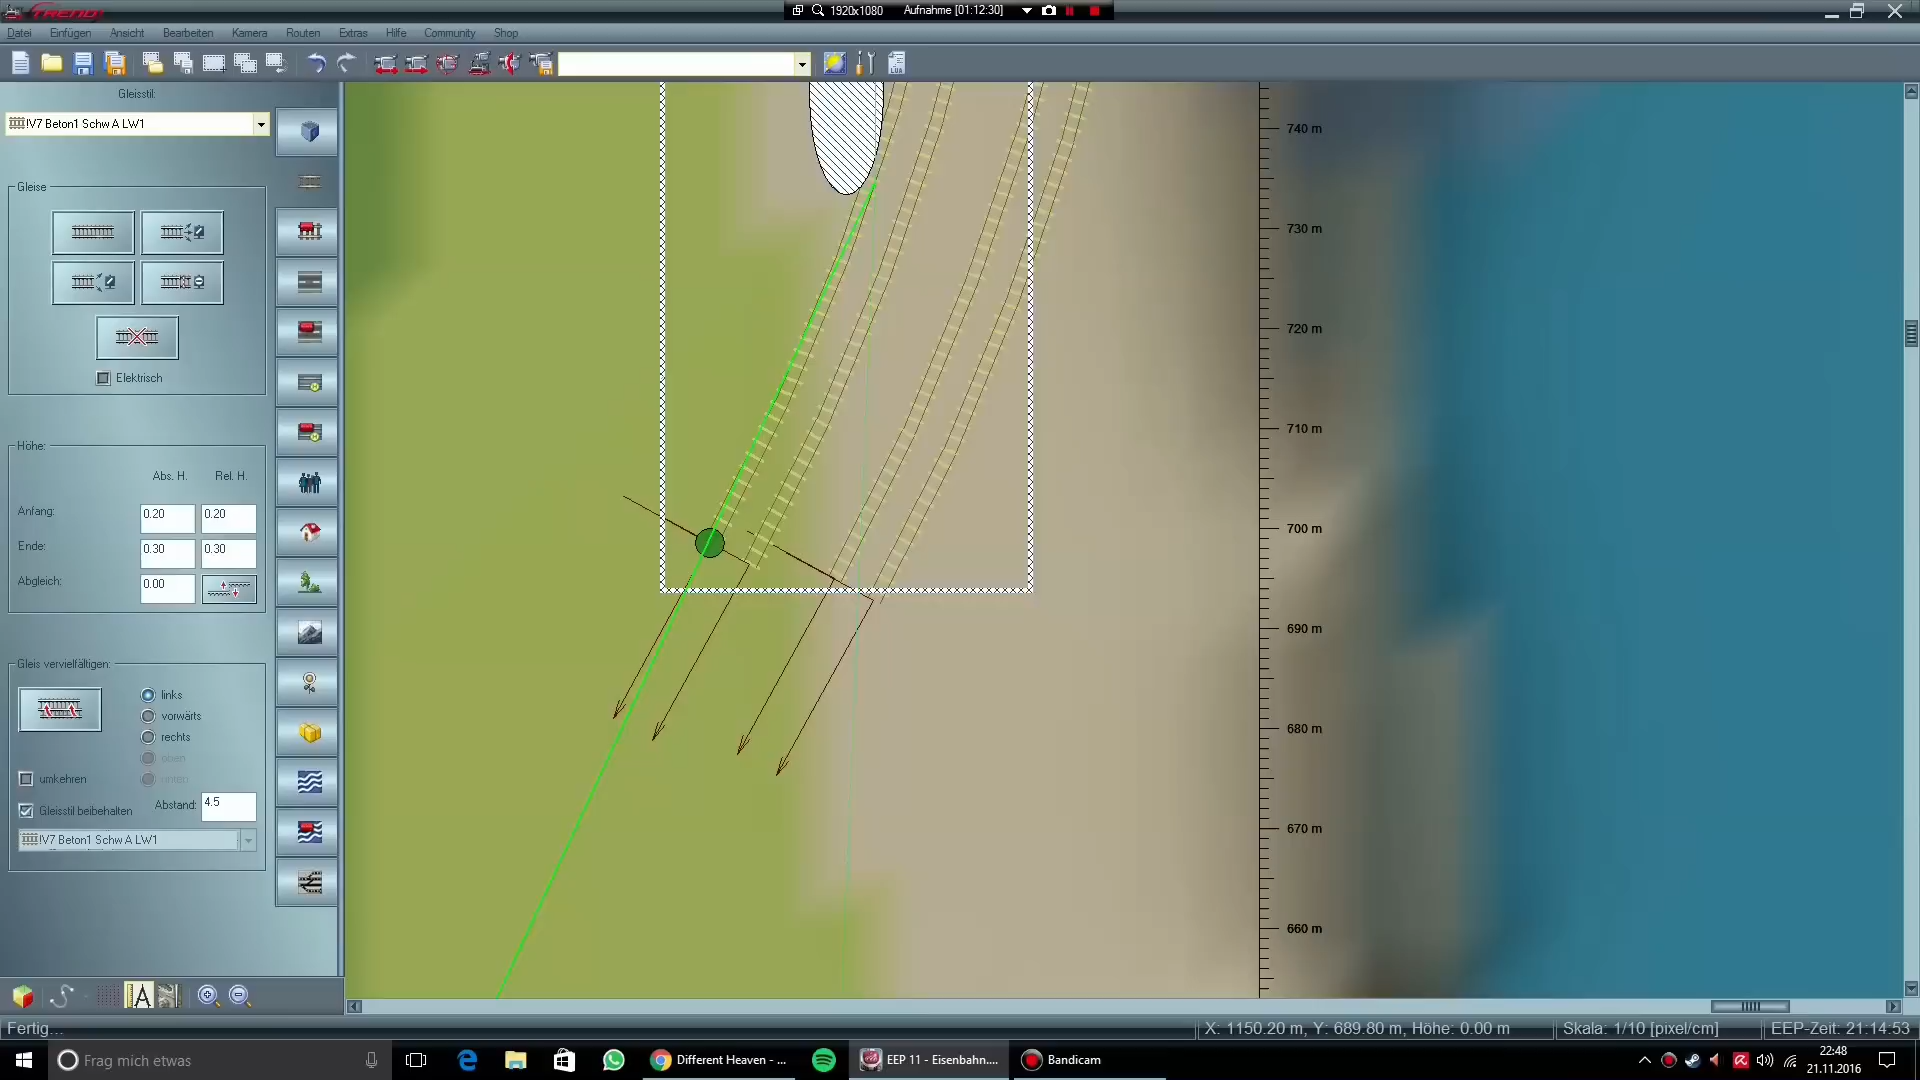 TREND
1920x1080 Aufnahme [01:12:30]
Datei Einfügen Ansicht Bearbeiten Kamera Routen Extras Hilfe Community Shop
Gleisstil:
!V7 Beton1 Schw A LW1
Gleise
Elektrisch
Höhe:
Abs. H. Rel. H.
Anfang: 0.20 0.20
Ende: 0.30 0.30
Abgleich: 0.00
Gleis vervielfältigen:
links
vorwärts
rechts
oben
umkehren unten
Gleisstil beibehalten Abstand: 4.5
!V7 Beton1 Schw A LW1
740 m
730 m
720 m
710 m
700 m
690 m
680 m
670 m
660 m
LUA
A
Fertig...
X: 1150.20 m, Y: 689.80 m, Höhe: 0.00 m
Skala: 1/10 [pixel/cm]
EEP-Zeit: 21:14:53
Frag mich etwas
Different Heaven - ...
EEP 11 - Eisenbahn....
Bandicam
22:48
21.11.2016